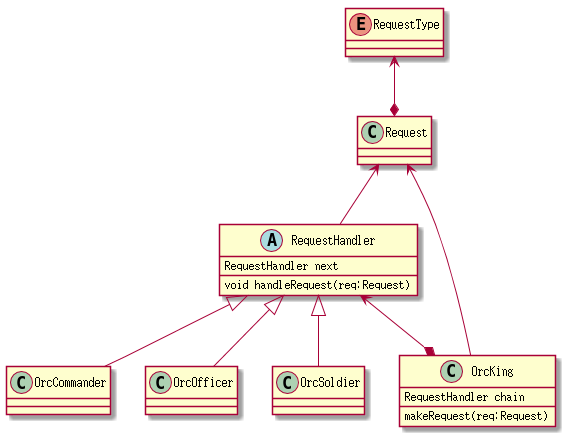 E RequestType
C Request
A RequestHandler
RequestHandler next
void handleRequest(req:Request)
C OrcCommander
C OrcOfficer
C OrcSoldier
C OrcKing
RequestHandler chain
makeRequest(req:Request)